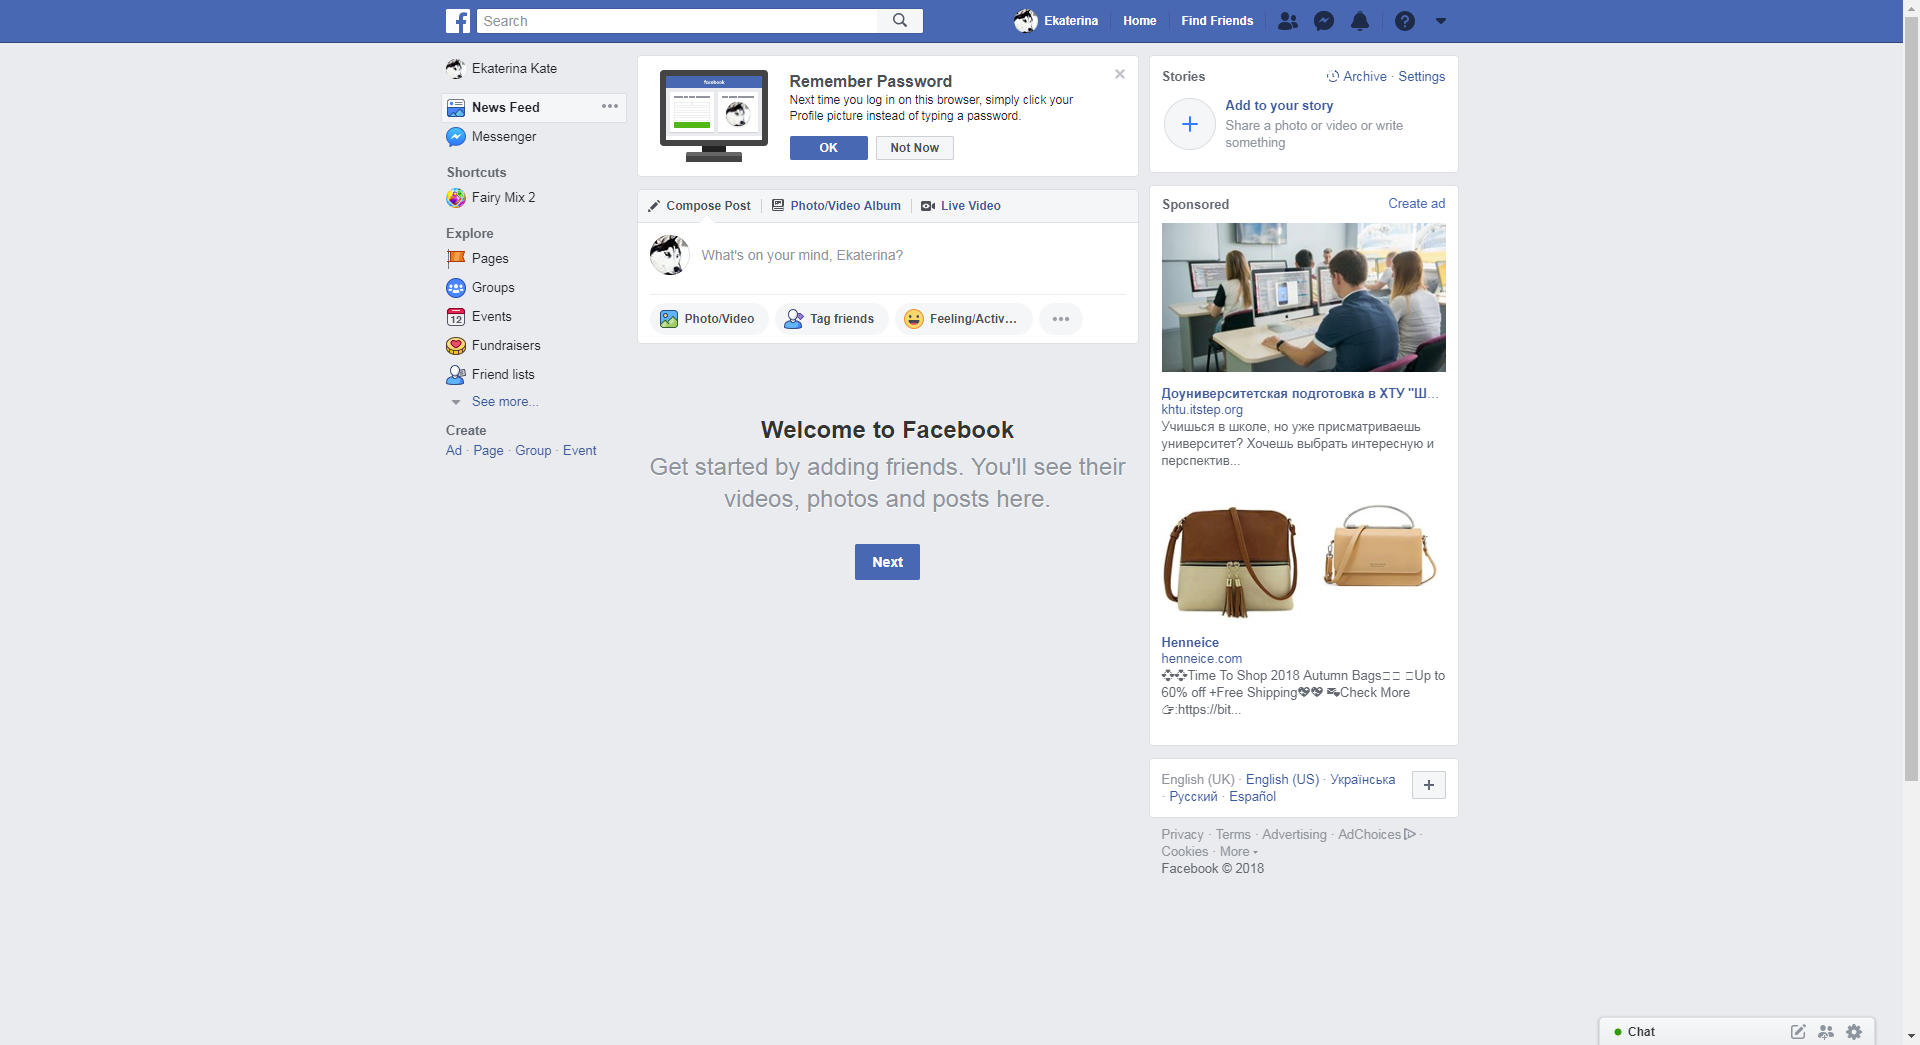 Search
Ekaterina
Home
Find Friends
Ekaterina Kate
News Feed
Messenger
Shortcuts
Fairy Mix 2
Explore
Pages
Groups
12
Events
Fundraisers
Friend lists
See more...
Create
Ad · Page · Group · Event
facebook
Remember Password
Next time you log in on this browser, simply click your
Profile picture instead of typing a password.
OK
Not Now
Compose Post
Photo/Video Album
Live Video
What's on your mind, Ekaterina?
Photo/Video
Tag friends
Feeling/Activ...
Welcome to Facebook
Get started by adding friends. You'll see their
videos, photos and posts here.
Next
Stories
Archive · Settings
Add to your story
Share a photo or video or write
something
Sponsored
Create ad
Доуниверситетская подготовка в ХТУ "Ш...
khtu.itstep.org
Учишься в школе, но уже присматриваешь
университет? Хочешь выбрать интересную и
перспектив...
Henneice
henneice.com
Time To Shop 2018 Autumn Bags Up to
60% off +Free Shipping Check More
:https://bit...
English (UK) · English (US) · Українська
· Русский · Español
Privacy · Terms · Advertising · AdChoices ·
Cookies · More
Facebook © 2018
Chat